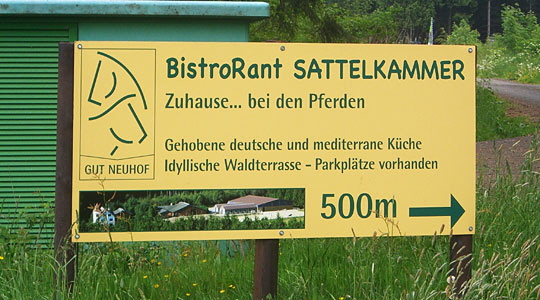 BistroRant SATTELKAMMER
Zuhause... bei den Pferden
GUT NEUHOF
Gehobene deutsche und mediterrane Küche
Idyllische Waldterrasse - Parkplätze vorhanden
500m